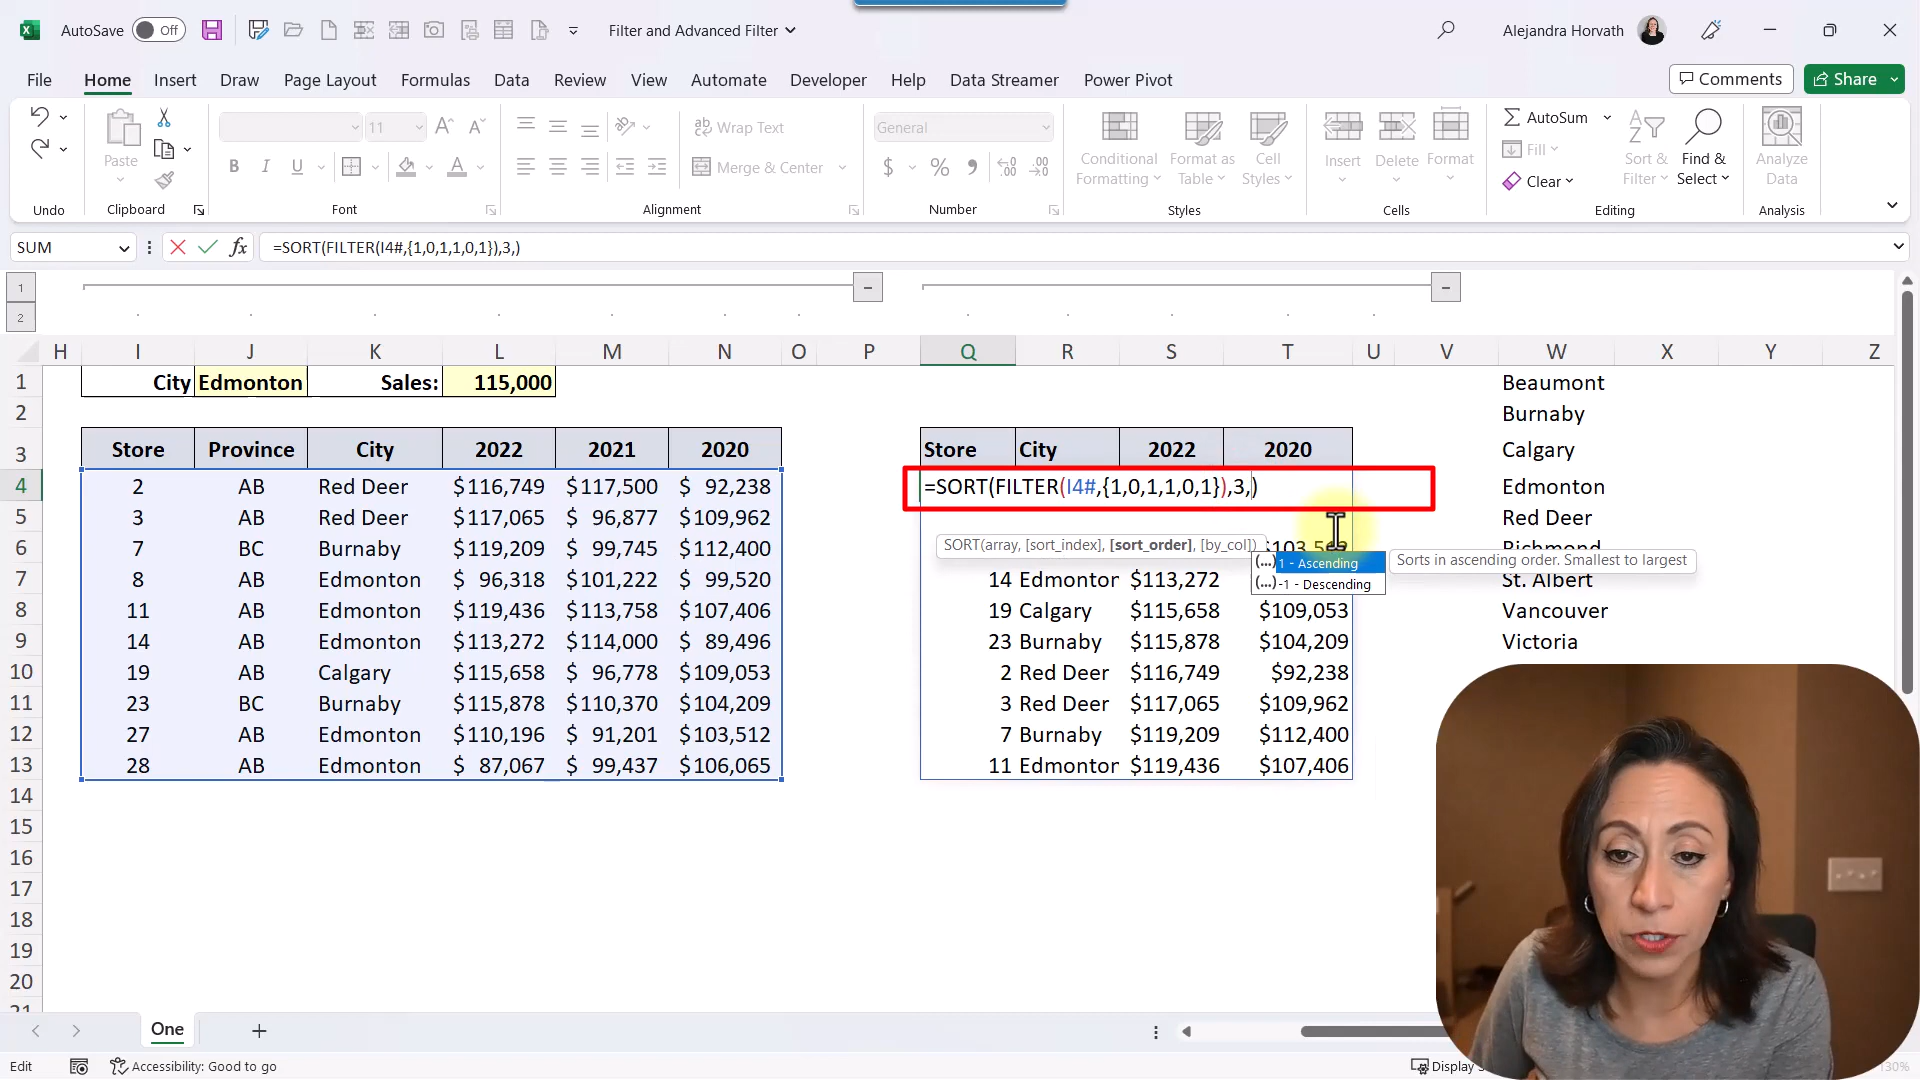 AutoSave Off Filter and Advanced Filter Alejandra Horvath
File Home Insert Draw Page Layout Formulas Data Review View Automate Developer Help Data Streamer Power Pivot Comments Share
11 Wrap Text General AutoSum
Paste B I U Merge & Center $ % Conditional Formatting Format as Table Cell Styles Insert Delete Format Fill Clear Sort & Filter Find & Select Analyze Data
Undo Clipboard Font Alignment Number Styles Cells Editing Analysis
SUM fx =SORT(FILTER(I4#,{1,0,1,1,0,1}),3,)
1
2
H I J K L M N O P Q R S T U V W X Y Z
1 City Edmonton Sales: 115,000 Beaumont
2 Burnaby
3 Store Province City 2022 2021 2020 Store City 2022 2020 Calgary
4 2 AB Red Deer $116,749 $117,500 $ 92,238 =SORT(FILTER(I4#,{1,0,1,1,0,1}),3,) Edmonton
5 3 AB Red Deer $117,065 $ 96,877 $109,962 Red Deer
SORT(array, [sort_index], [sort_order], [by_col])
6 7 BC Burnaby $119,209 $ 99,745 $112,400 Richmond
(...) 1 - Ascending Sorts in ascending order. Smallest to largest
(...) -1 - Descending
7 8 AB Edmonton $ 96,318 $101,222 $ 99,520 14 $113,272 St. Albert
8 11 AB Edmonton $119,436 $113,758 $107,406 19 Calgary $115,658 $109,053 Vancouver
9 14 AB Edmonton $113,272 $114,000 $ 89,496 23 Burnaby $115,878 $104,209 Victoria
10 19 AB Calgary $115,658 $ 96,778 $109,053 2 Red Deer $116,749 $92,238
11 23 BC Burnaby $115,878 $110,370 $104,209 3 Red Deer $117,065 $109,962
12 27 AB Edmonton $110,196 $ 91,201 $103,512 7 Burnaby $119,209 $112,400
13 28 AB Edmonton $ 87,067 $ 99,437 $106,065 11 $119,436 $107,406
14
15
16
17
18
19
20
One
Edit Accessibility: Good to go Display 130%